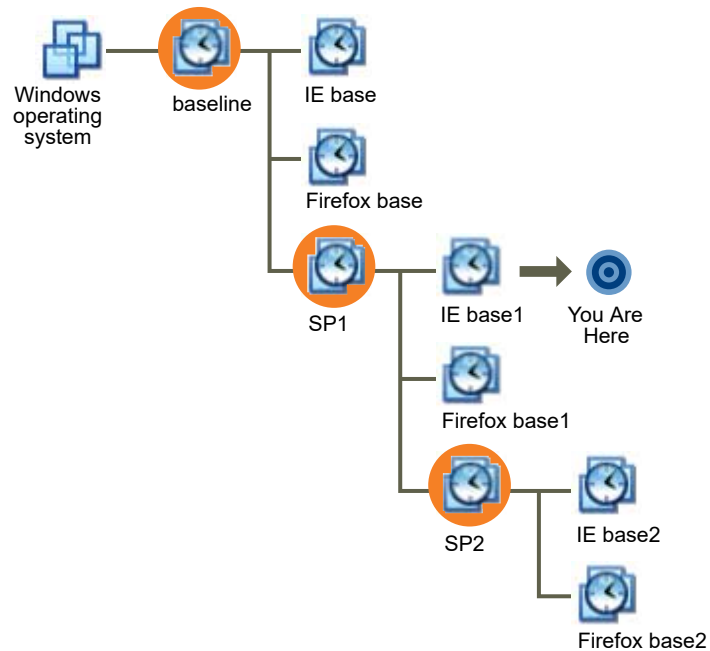 Windows
operating
system
baseline
IE base
Firefox base
SP1
IE base1
You Are
Here
Firefox base1
SP2
IE base2
Firefox base2